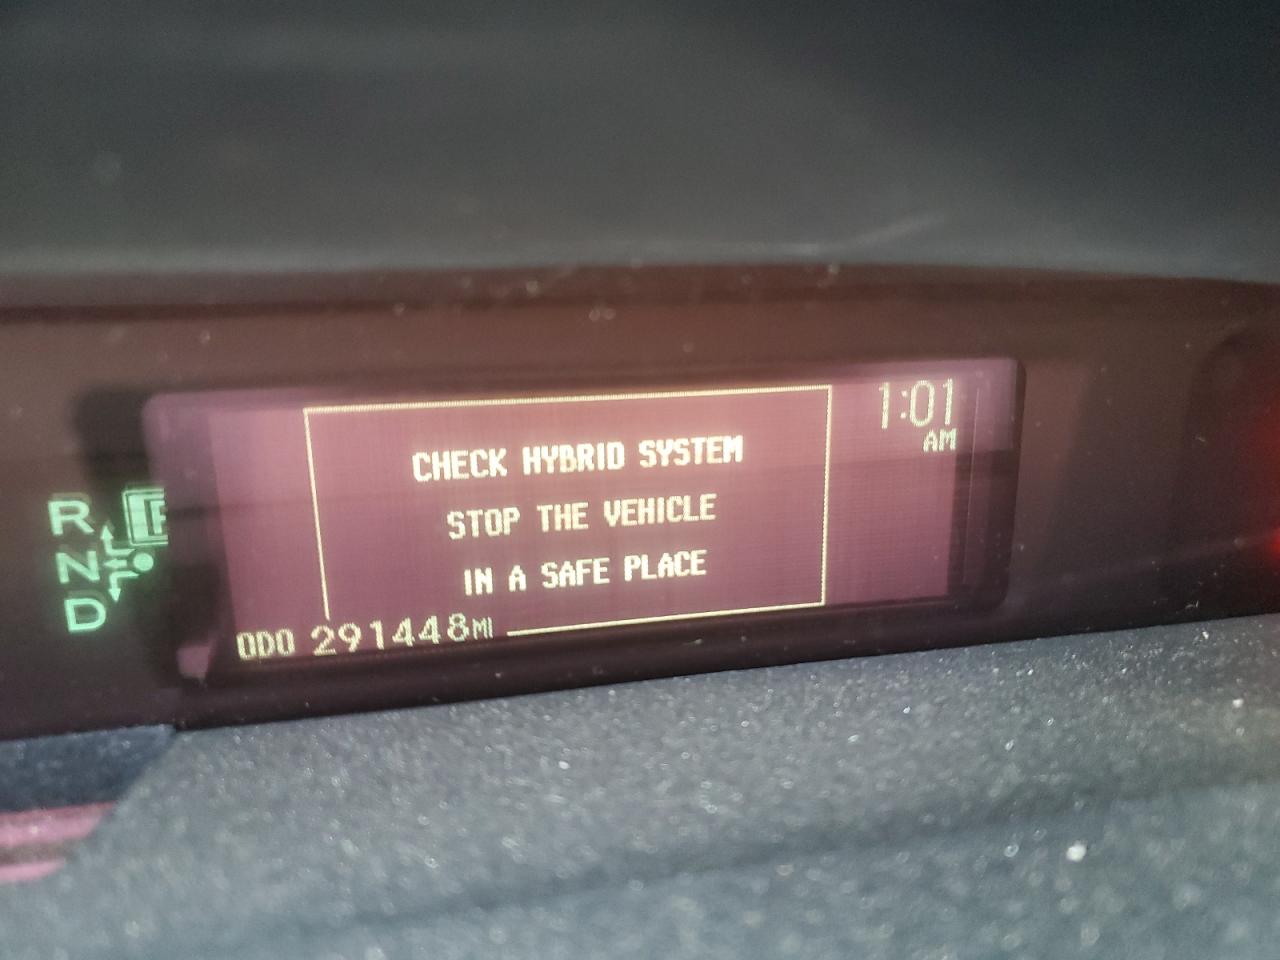 1:01
AM
CHECK HYBRID SYSTEM
STOP THE VEHICLE
IN A SAFE PLACE
R
N
D
ODO 291448MI